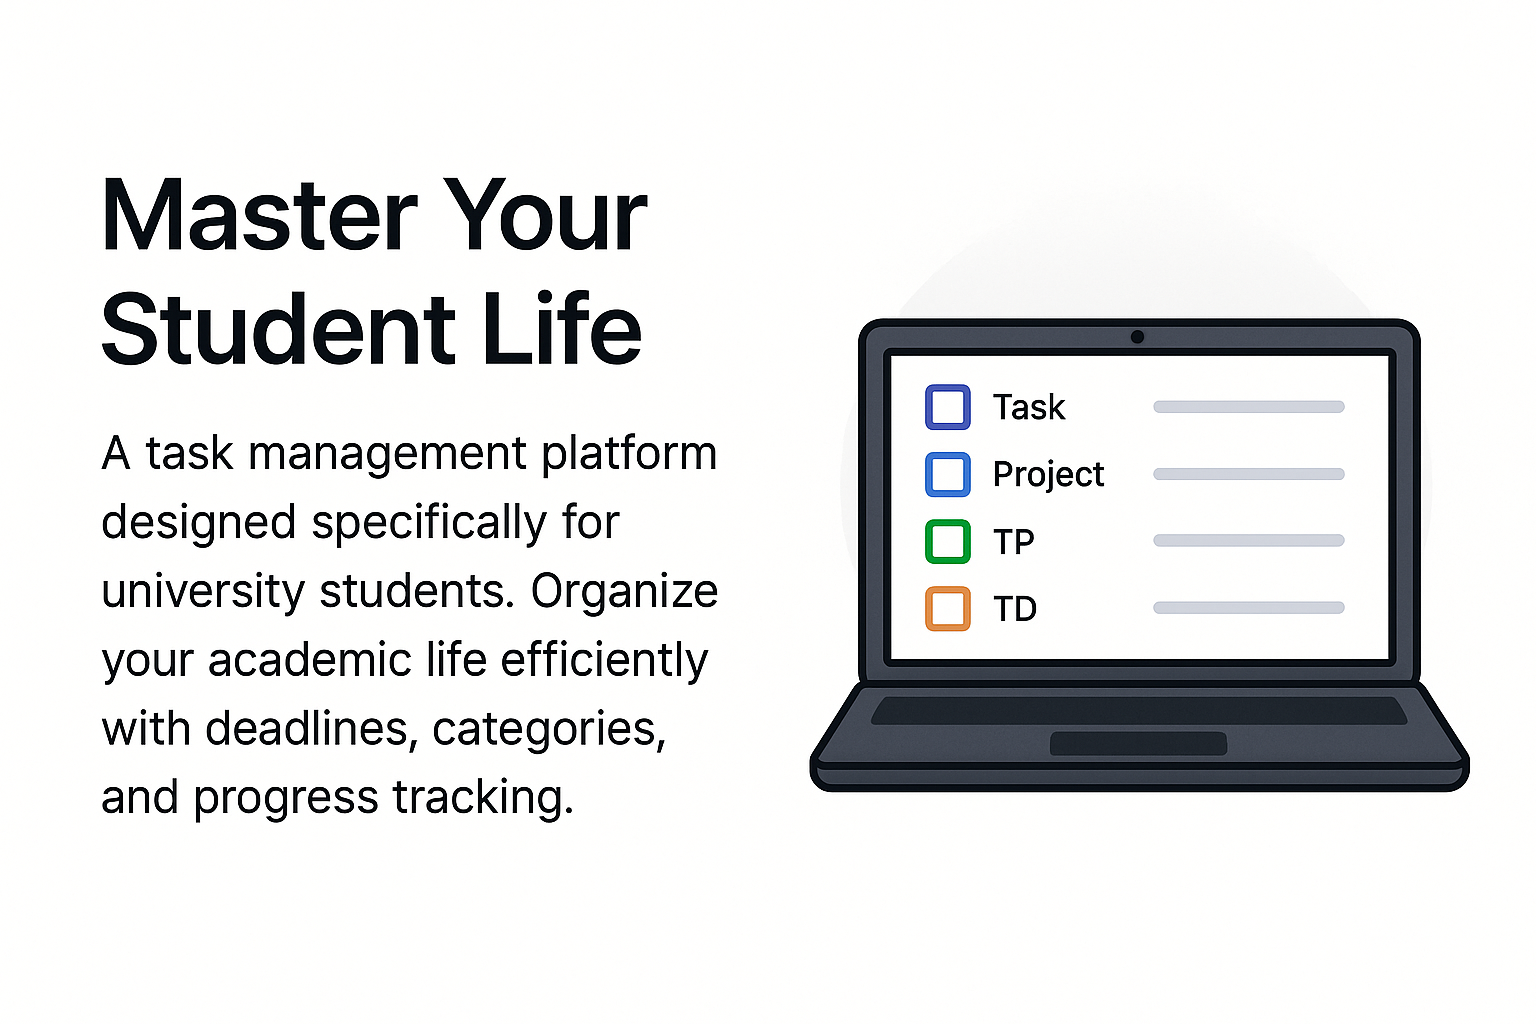 Master Your
Student Life
A task management platform
designed specifically for
university students. Organize
your academic life efficiently
with deadlines, categories,
and progress tracking.
Task
Project
TP
TD